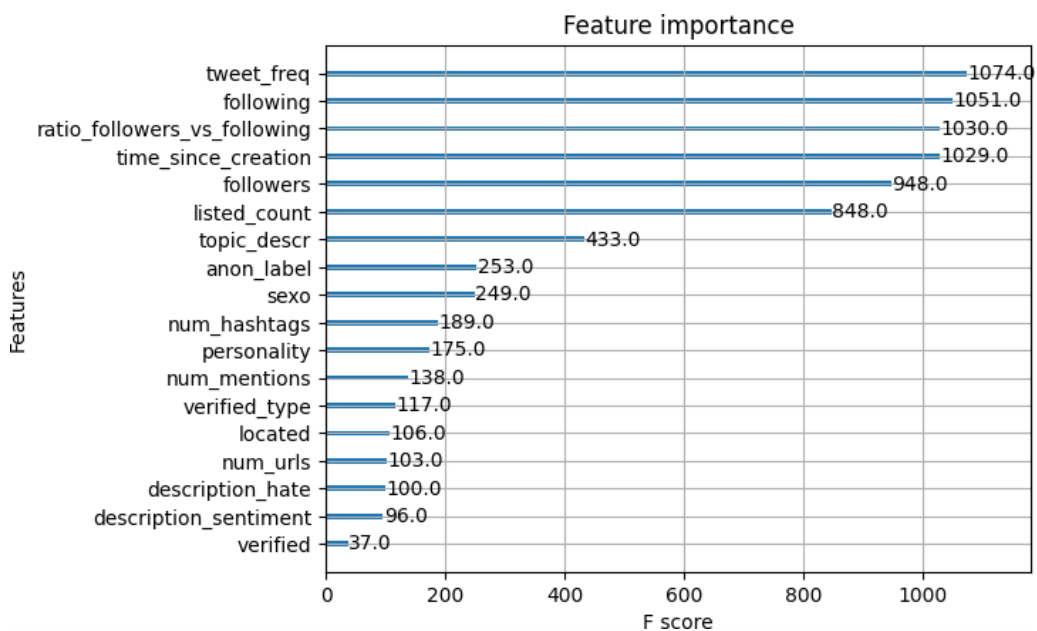 Feature importance
tweet_freq 1074.0
following 1051.0
ratio_followers_vs_following 1030.0
time_since_creation 1029.0
followers 948.0
listed_count 848.0
topic_descr 433.0
anon_label 253.0
sexo 249.0
num_hashtags 189.0
personality 175.0
num_mentions 138.0
verified_type 117.0
located 106.0
num_urls 103.0
description_hate 100.0
description_sentiment 96.0
verified 37.0
Features
0 200 400 600 800 1000
F score